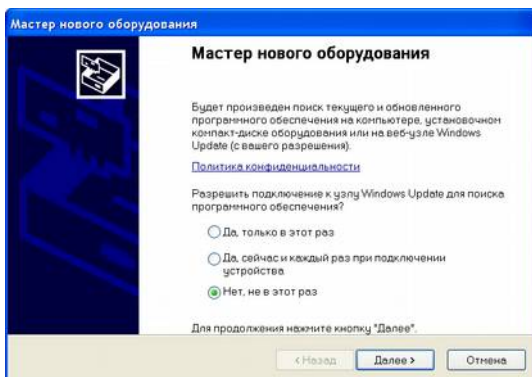 Мастер нового оборудования
Мастер нового оборудования
Будет произведен поиск текущего и обновленного
программного обеспечения на компьютере, установочном
компакт-диске оборудования или на веб-узле Windows
Update (с вашего разрешения).
Политика конфиденциальности
Разрешить подключение к узлу Windows Update для поиска
программного обеспечения?
Да, только в этот раз
Да, сейчас и каждый раз при подключении
устройства
Нет, не в этот раз
Для продолжения нажмите кнопку "Далее".
< Назад Далее > Отмена